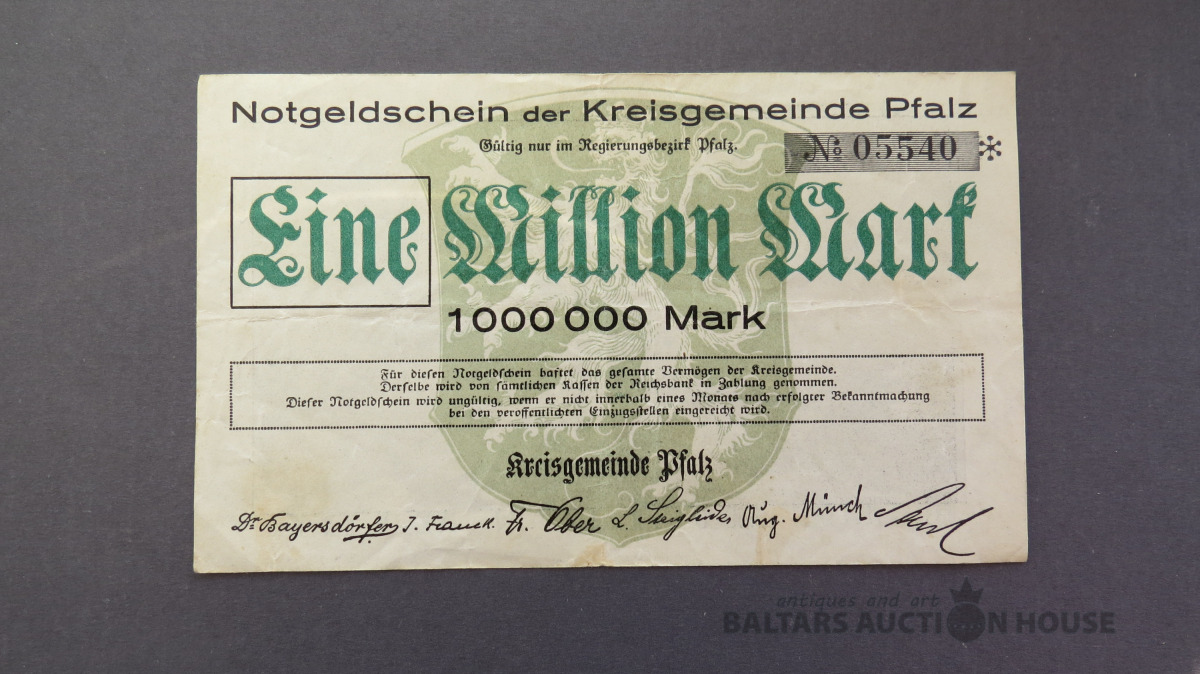 Notgeldschein der Kreisgemeinde Pfalz
Gültig nur im Regierungsbezirk Pfalz.
№ 05540 *
Eine Million Mark
1000 000 Mark
Für diesen Notgeldschein haftet das gesamte Vermögen der Kreisgemeinde.
Derselbe wird von sämtlichen Kassen der Reichsbank in Zahlung genommen.
Dieser Notgeldschein wird ungültig, wenn er nicht innerhalb eines Monats nach erfolgter Bekanntmachung
bei den veröffentlichten Einzugsstellen eingereicht wird.
Kreisgemeinde Pfalz
Dr Bayersdörfer J. Franck. Fr. Ober L. Aug. Münch
antiques and art
BALTARS AUCTION HOUSE